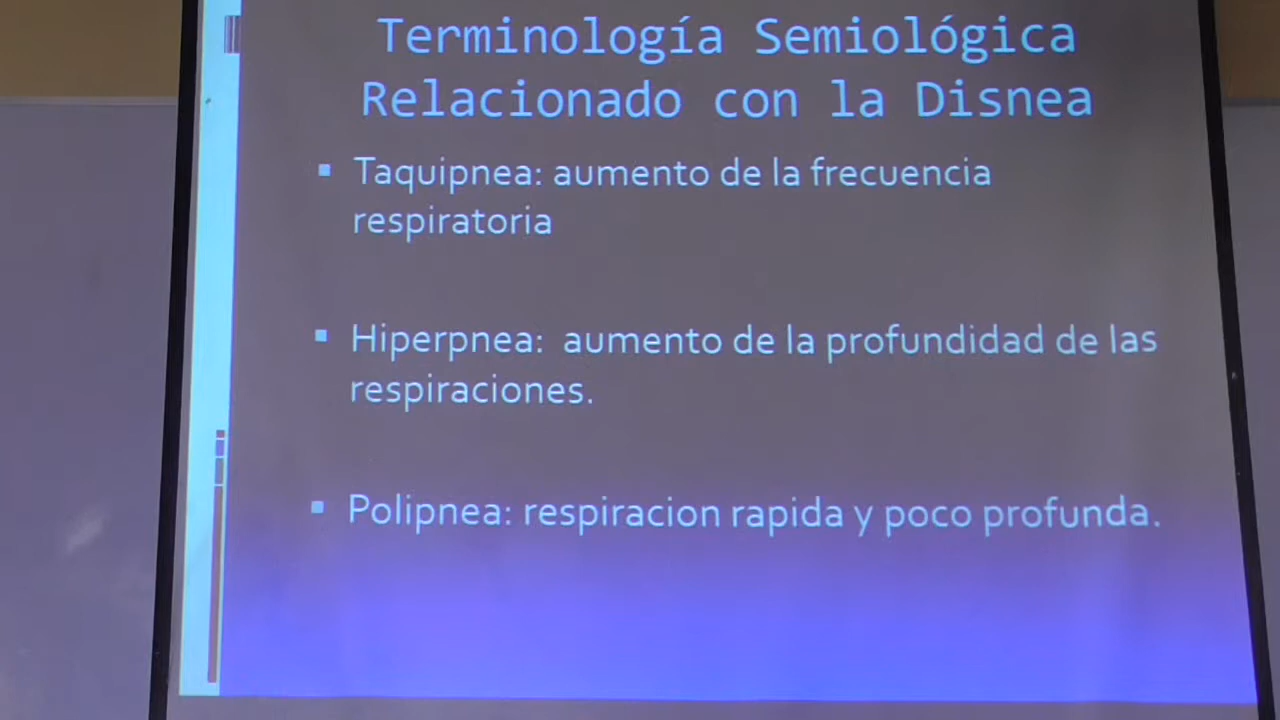 Terminología Semiológica
Relacionado con la Disnea
▪ Taquipnea: aumento de la frecuencia
respiratoria
▪ Hiperpnea: aumento de la profundidad de las
respiraciones.
▪ Polipnea: respiracion rapida y poco profunda.